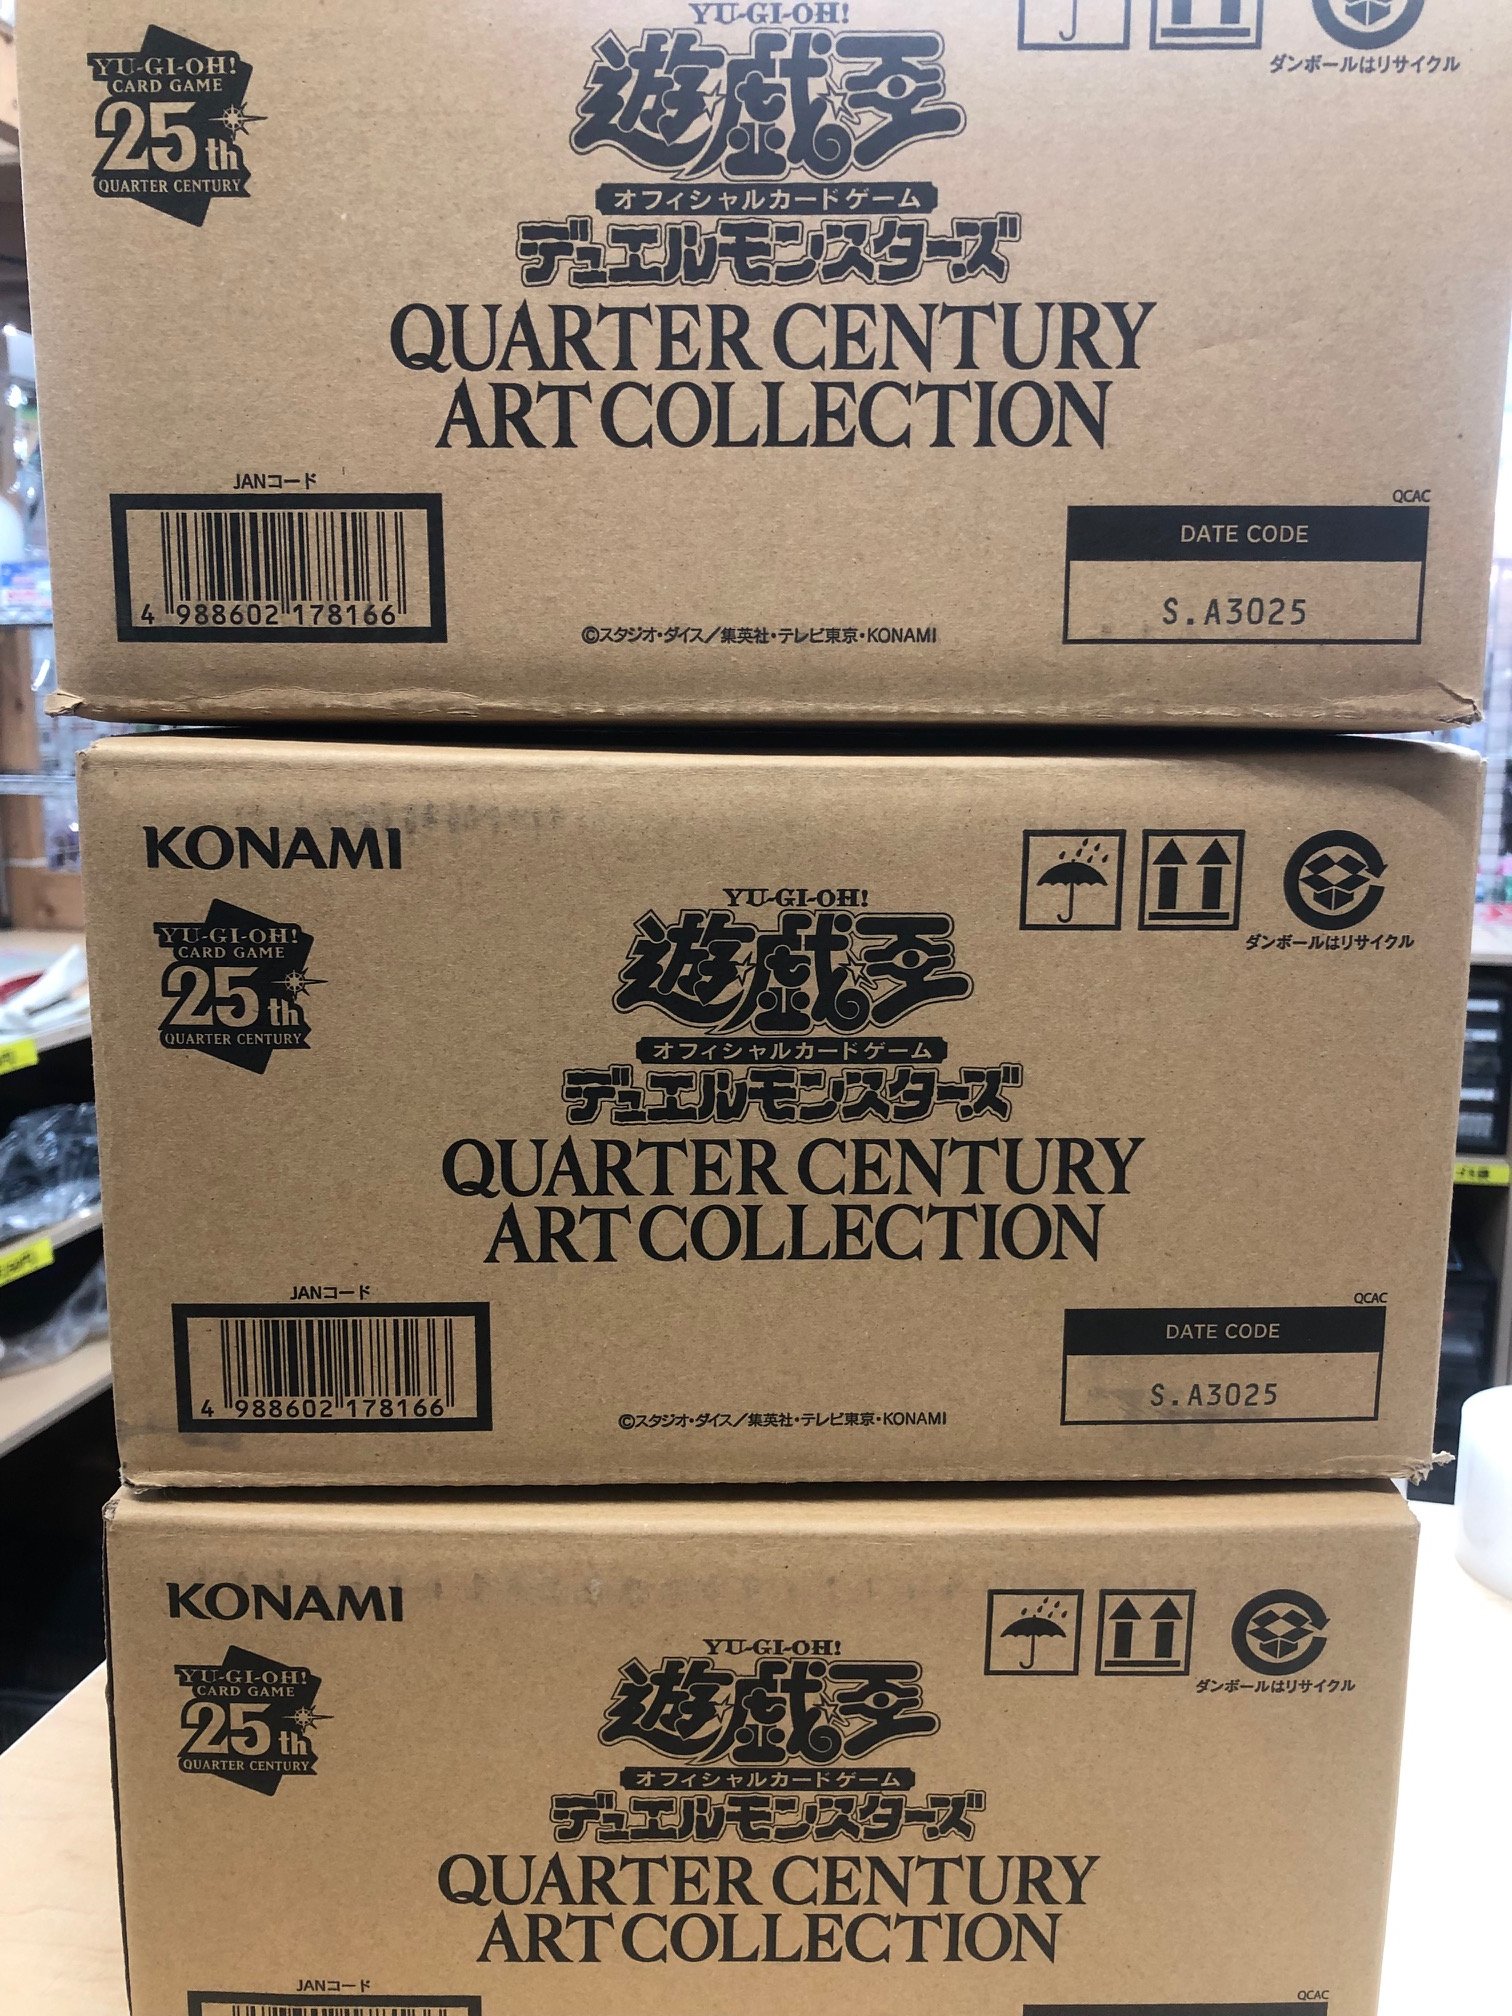 YU-GI-OH!
遊戯王
オフィシャルカードゲーム
デュエルモンスターズ
QUARTER CENTURY
ART COLLECTION
YU-GI-OH!
CARD GAME
25th
QUARTER CENTURY
ダンボールはリサイクル
JANコード
4 988602 178166
©スタジオ・ダイス／集英社・テレビ東京・KONAMI
QCAC
DATE CODE
S.A3025
KONAMI
YU-GI-OH!
CARD GAME
25th
QUARTER CENTURY
YU-GI-OH!
遊戯王
オフィシャルカードゲーム
デュエルモンスターズ
QUARTER CENTURY
ART COLLECTION
ダンボールはリサイクル
JANコード
4 988602 178166
©スタジオ・ダイス／集英社・テレビ東京・KONAMI
QCAC
DATE CODE
S.A3025
KONAMI
YU-GI-OH!
CARD GAME
25th
QUARTER CENTURY
YU-GI-OH!
遊戯王
オフィシャルカードゲーム
デュエルモンスターズ
QUARTER CENTURY
ART COLLECTION
ダンボールはリサイクル
JANコード
QCAC